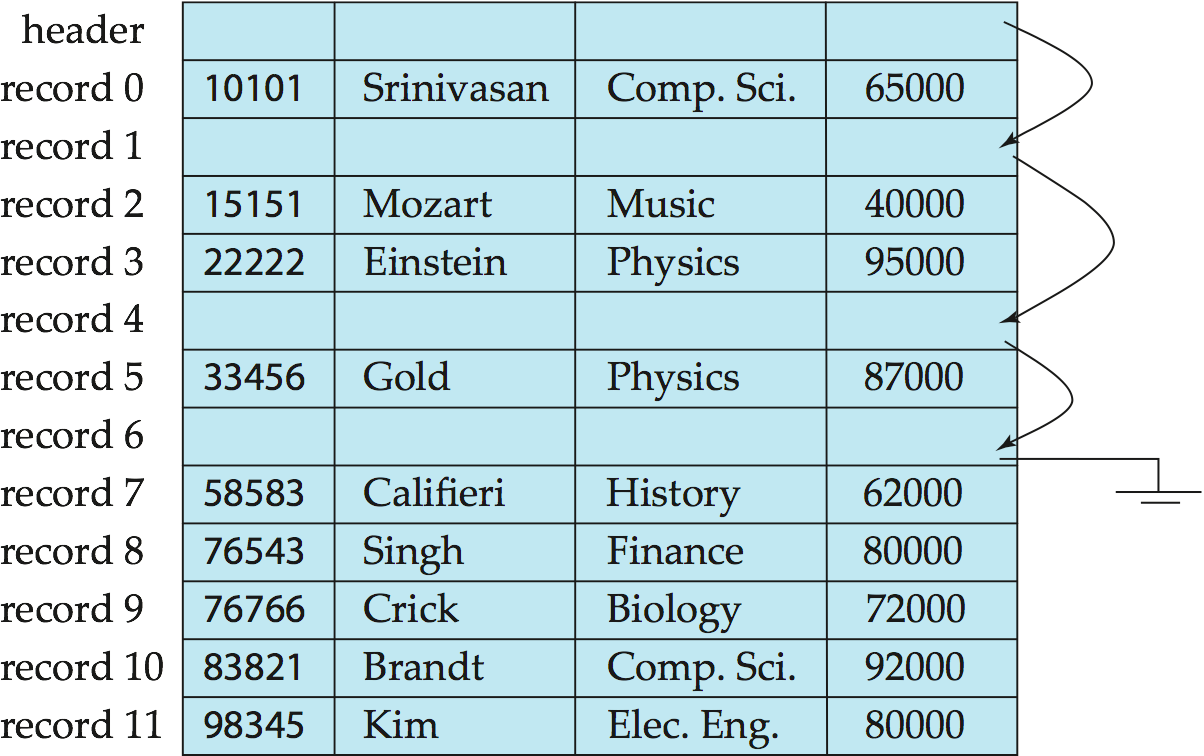 header
record 0 10101 Srinivasan Comp. Sci. 65000
record 1
record 2 15151 Mozart Music 40000
record 3 22222 Einstein Physics 95000
record 4
record 5 33456 Gold Physics 87000
record 6
record 7 58583 Califieri History 62000
record 8 76543 Singh Finance 80000
record 9 76766 Crick Biology 72000
record 10 83821 Brandt Comp. Sci. 92000
record 11 98345 Kim Elec. Eng. 80000